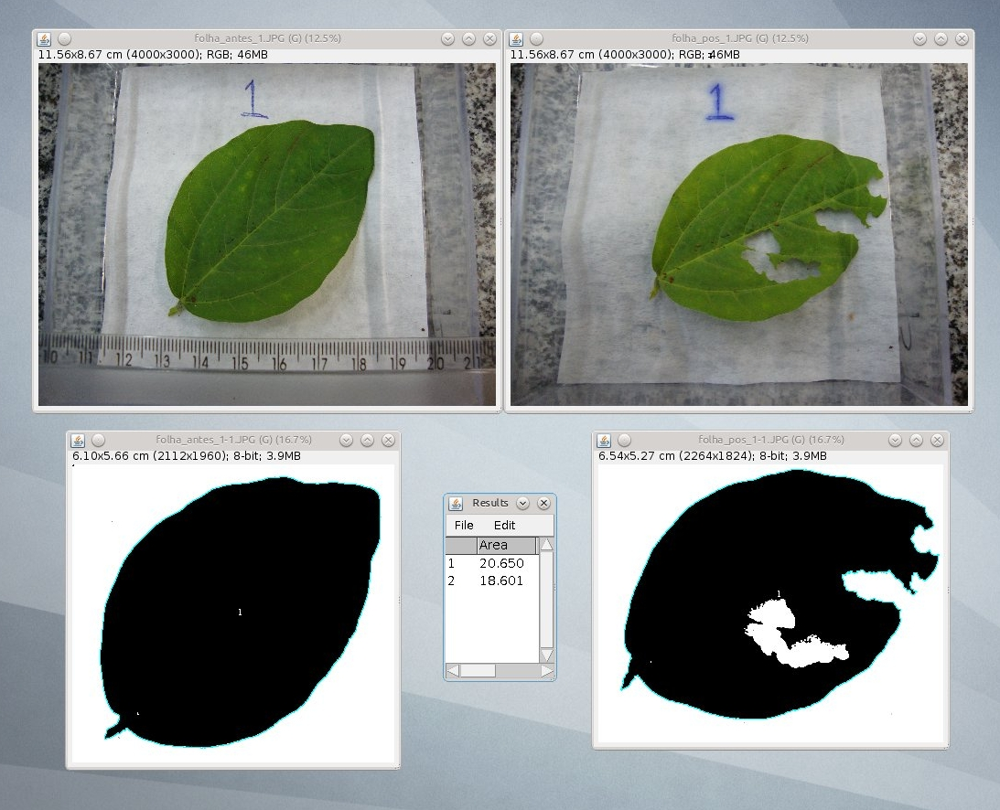 folha_antes_1.JPG (G) (12.5%)
11.56x8.67 cm (4000x3000); RGB; 46MB
1
10 11 12 13 14 15 16 17 18 19 20 21
folha_pos_1.JPG (G) (12.5%)
11.56x8.67 cm (4000x3000); RGB; 46MB
1
folha_antes_1-1.JPG (G) (16.7%)
6.10x5.66 cm (2112x1960); 8-bit; 3.9MB
1
Results
File Edit
Area
1 20.650
2 18.601
folha_pos_1-1.JPG (G) (16.7%)
6.54x5.27 cm (2264x1824); 8-bit; 3.9MB
1